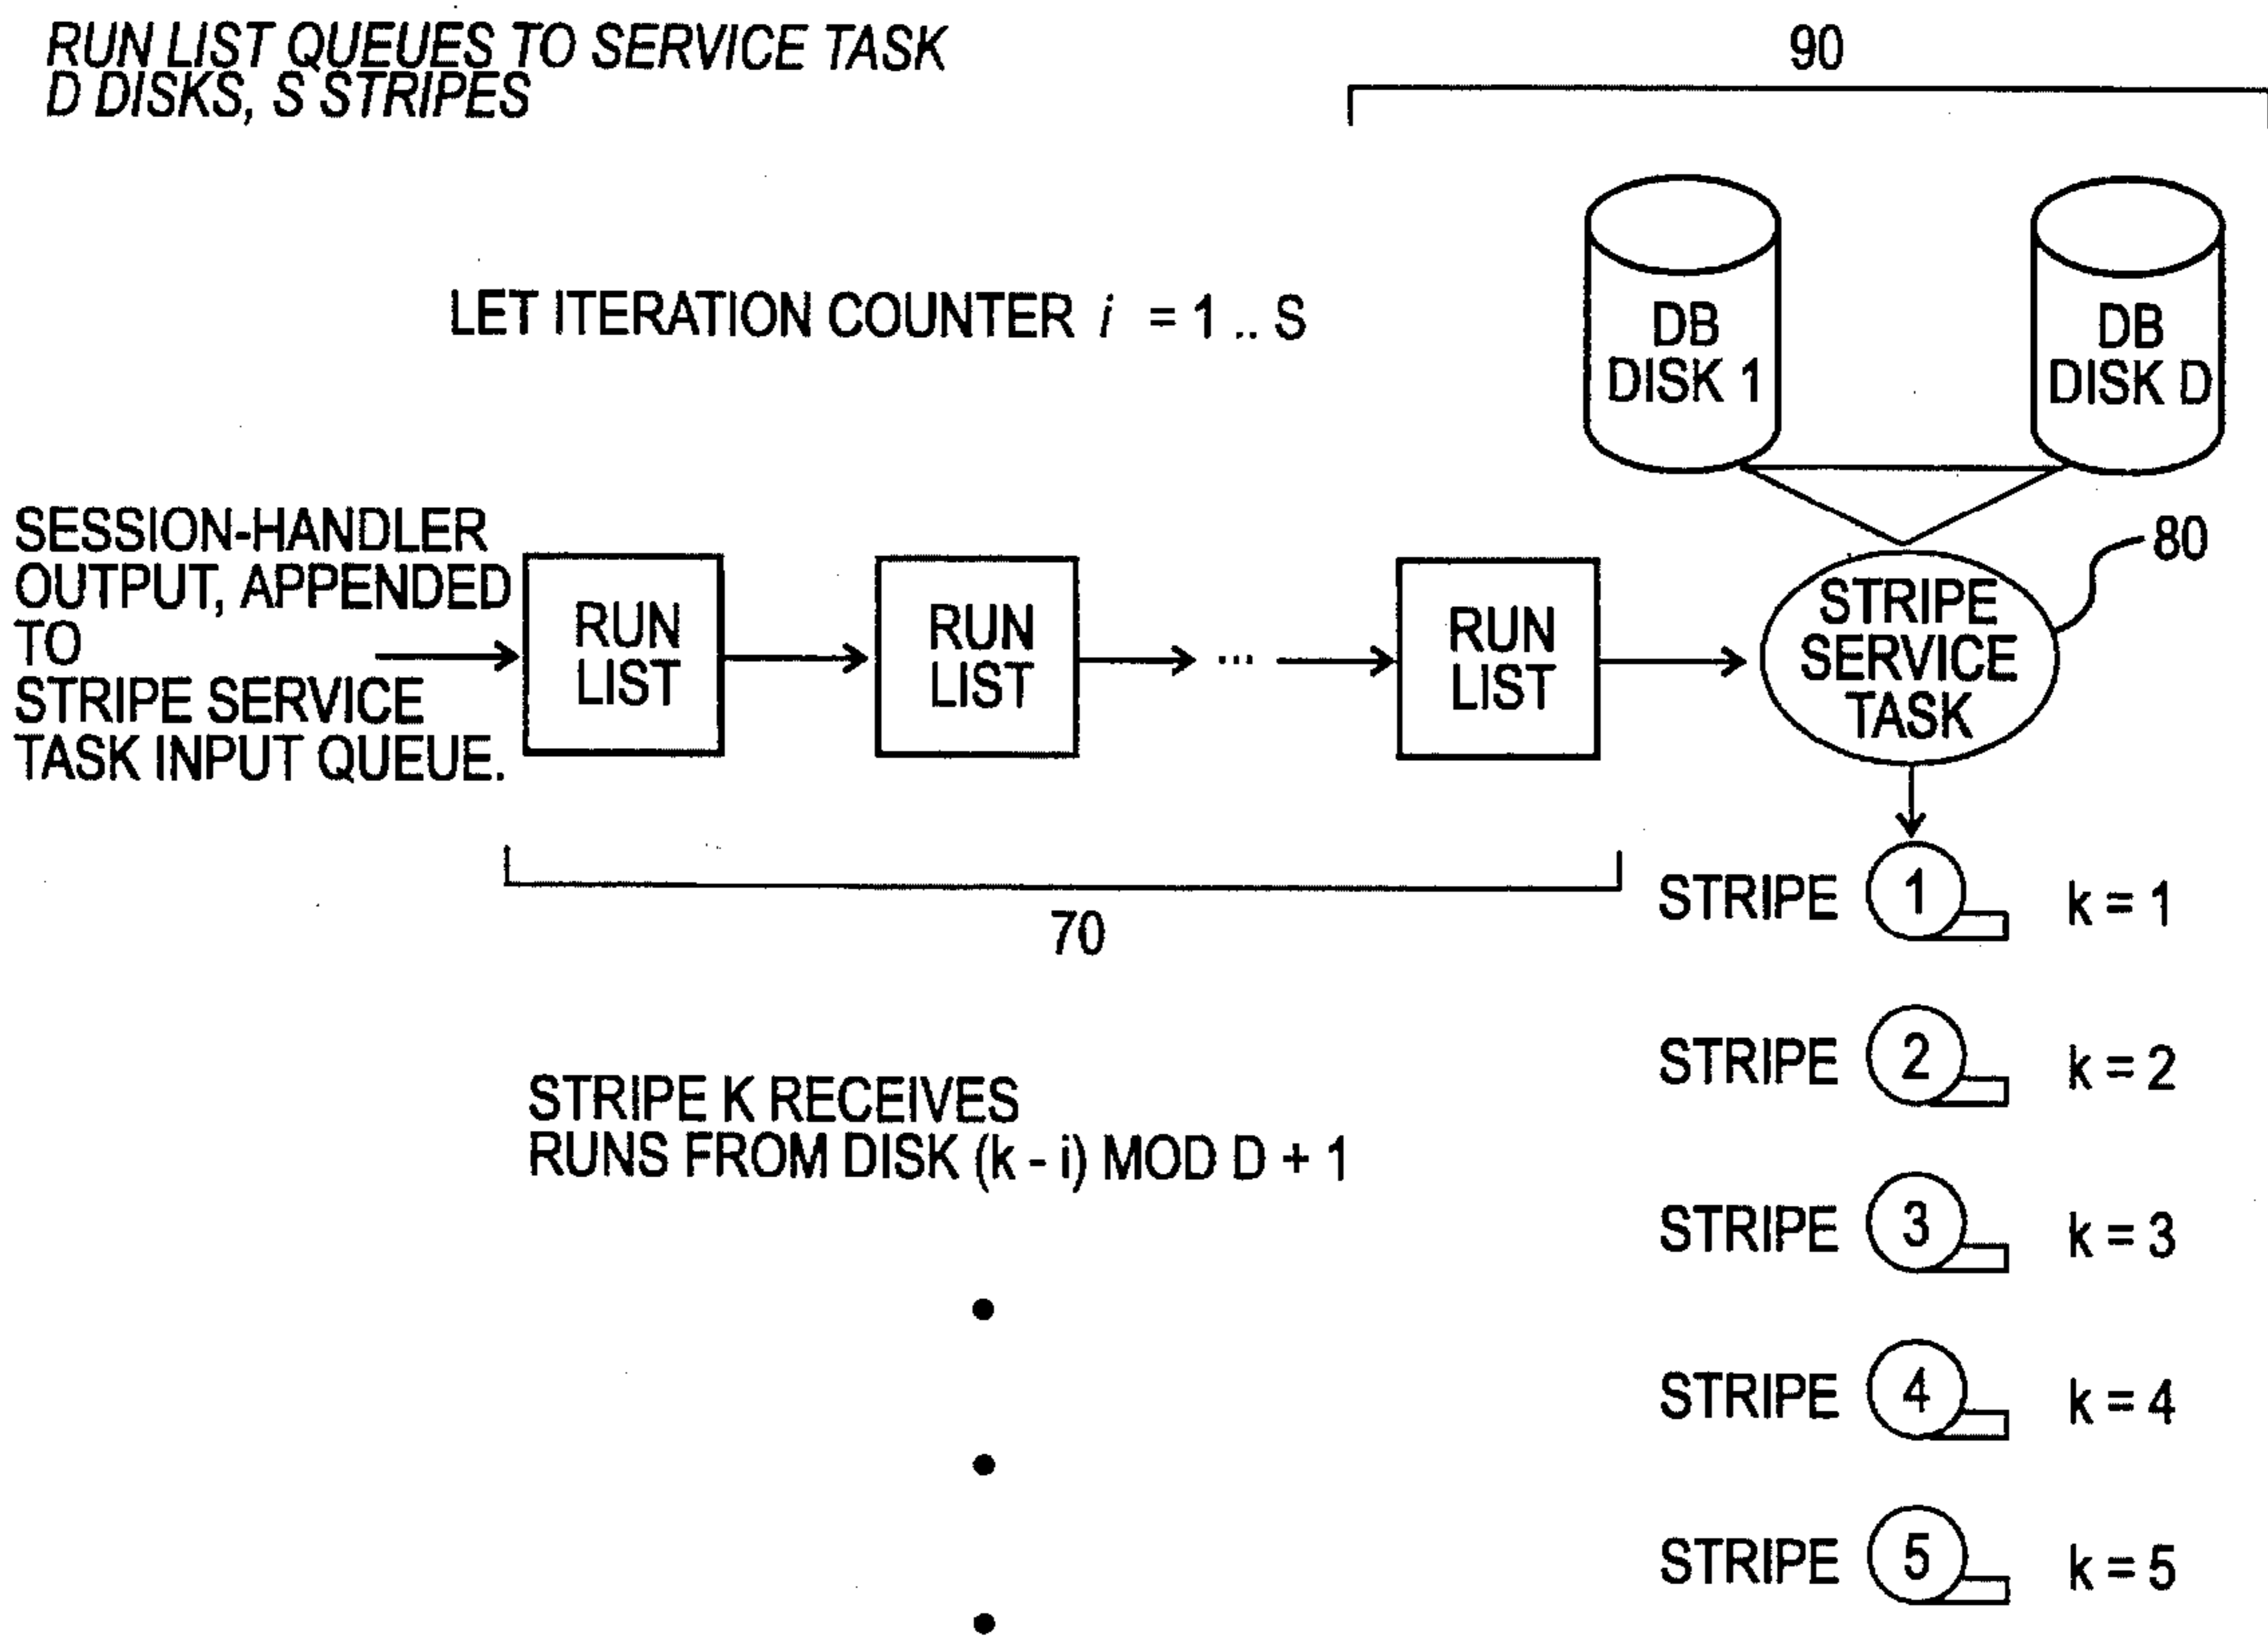 RUN LIST QUEUES TO SERVICE TASK
D DISKS, S STRIPES
90
LET ITERATION COUNTER i = 1 .. S
DB
DISK 1
DB
DISK D
SESSION-HANDLER
OUTPUT, APPENDED
TO
STRIPE SERVICE
TASK INPUT QUEUE.
RUN
LIST
RUN
LIST
...
RUN
LIST
STRIPE
SERVICE
TASK
80
70
STRIPE 1 k = 1
STRIPE 2 k = 2
STRIPE K RECEIVES
RUNS FROM DISK (k - i) MOD D + 1
STRIPE 3 k = 3
STRIPE 4 k = 4
STRIPE 5 k = 5